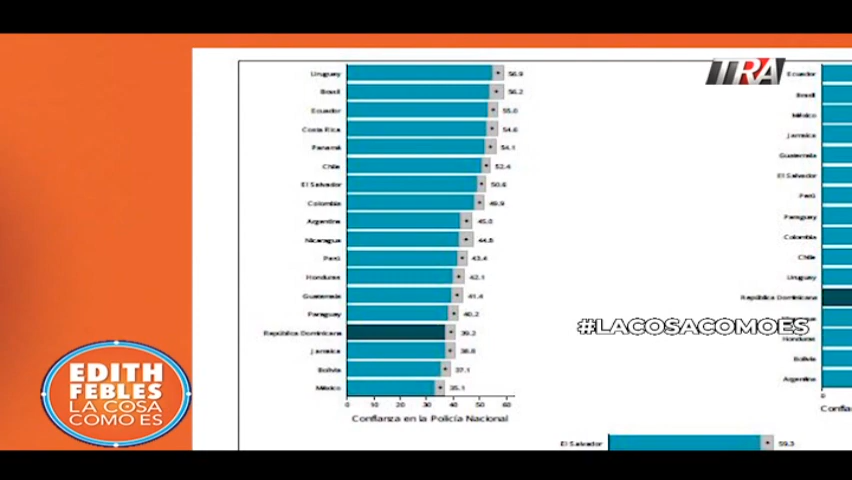 TRA
Uruguay 56.9
Brasil 56.2
Ecuador 55.0
Costa Rica 54.6
Panamá 54.1
Chile 52.4
El Salvador 50.6
Colombia 49.9
Argentina 45.0
Nicaragua 44.8
Perú 43.4
Honduras 42.1
Guatemala 41.4
Paraguay 40.2
República Dominicana 39.2
Jamaica 38.8
Bolivia 37.1
México 35.1
0 10 20 30 40 50 60
Confianza en la Policía Nacional
Ecuador
Brasil
México
Jamaica
Guatemala
El Salvador
Perú
Paraguay
Colombia
Chile
Uruguay
República Dominicana
#LACOSACOMOES
Honduras
Bolivia
Argentina
0
El Salvador 59.3
EDITH
FEBLES
LA COSA
COMO ES